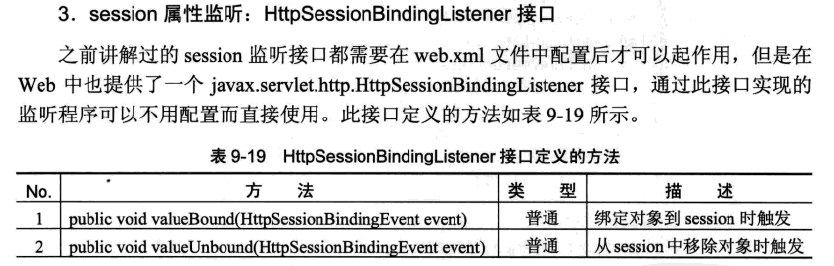 3．session 属性监听：HttpSessionBindingListener 接口
之前讲解过的 session 监听接口都需要在 web.xml 文件中配置后才可以起作用，但是在
Web 中也提供了一个 javax.servlet.http.HttpSessionBindingListener 接口，通过此接口实现的
监听程序可以不用配置而直接使用。此接口定义的方法如表 9-19 所示。
表 9-19 HttpSessionBindingListener 接口定义的方法
No. 方 法 类 型 描 述
1 public void valueBound(HttpSessionBindingEvent event) 普通 绑定对象到 session 时触发
2 public void valueUnbound(HttpSessionBindingEvent event) 普通 从 session 中移除对象时触发